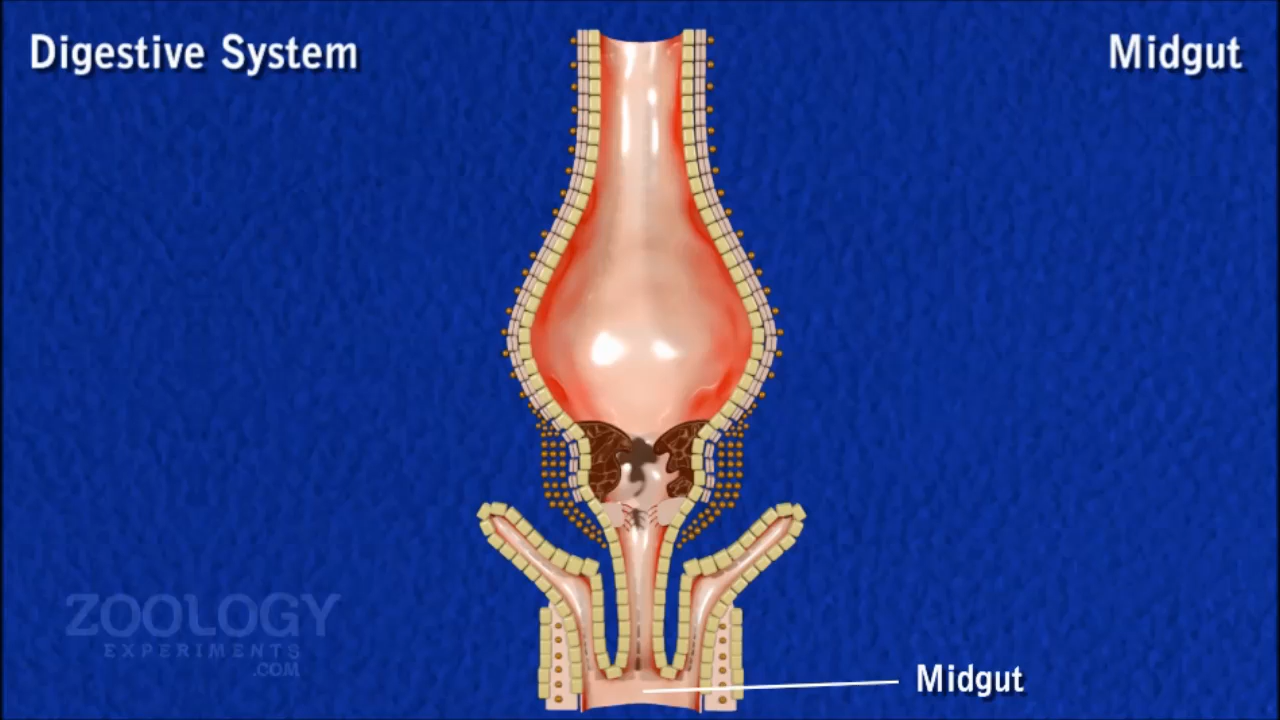 Digestive System
Midgut
ZOOLOGY
EXPERIMENTS
.COM
Midgut